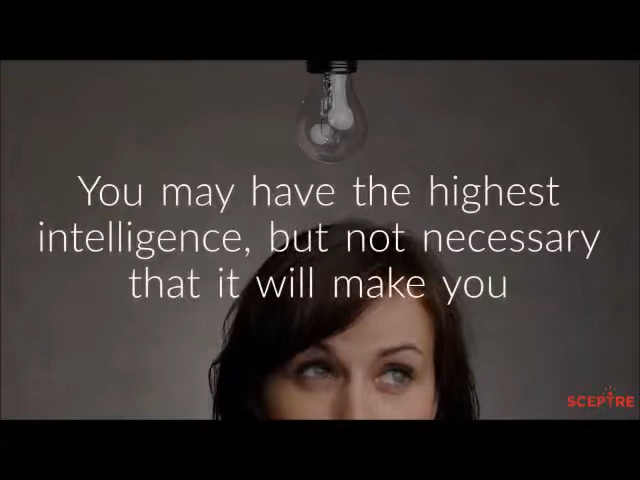 You may have the highest
intelligence, but not necessary
that it will make you
SCEPTRE